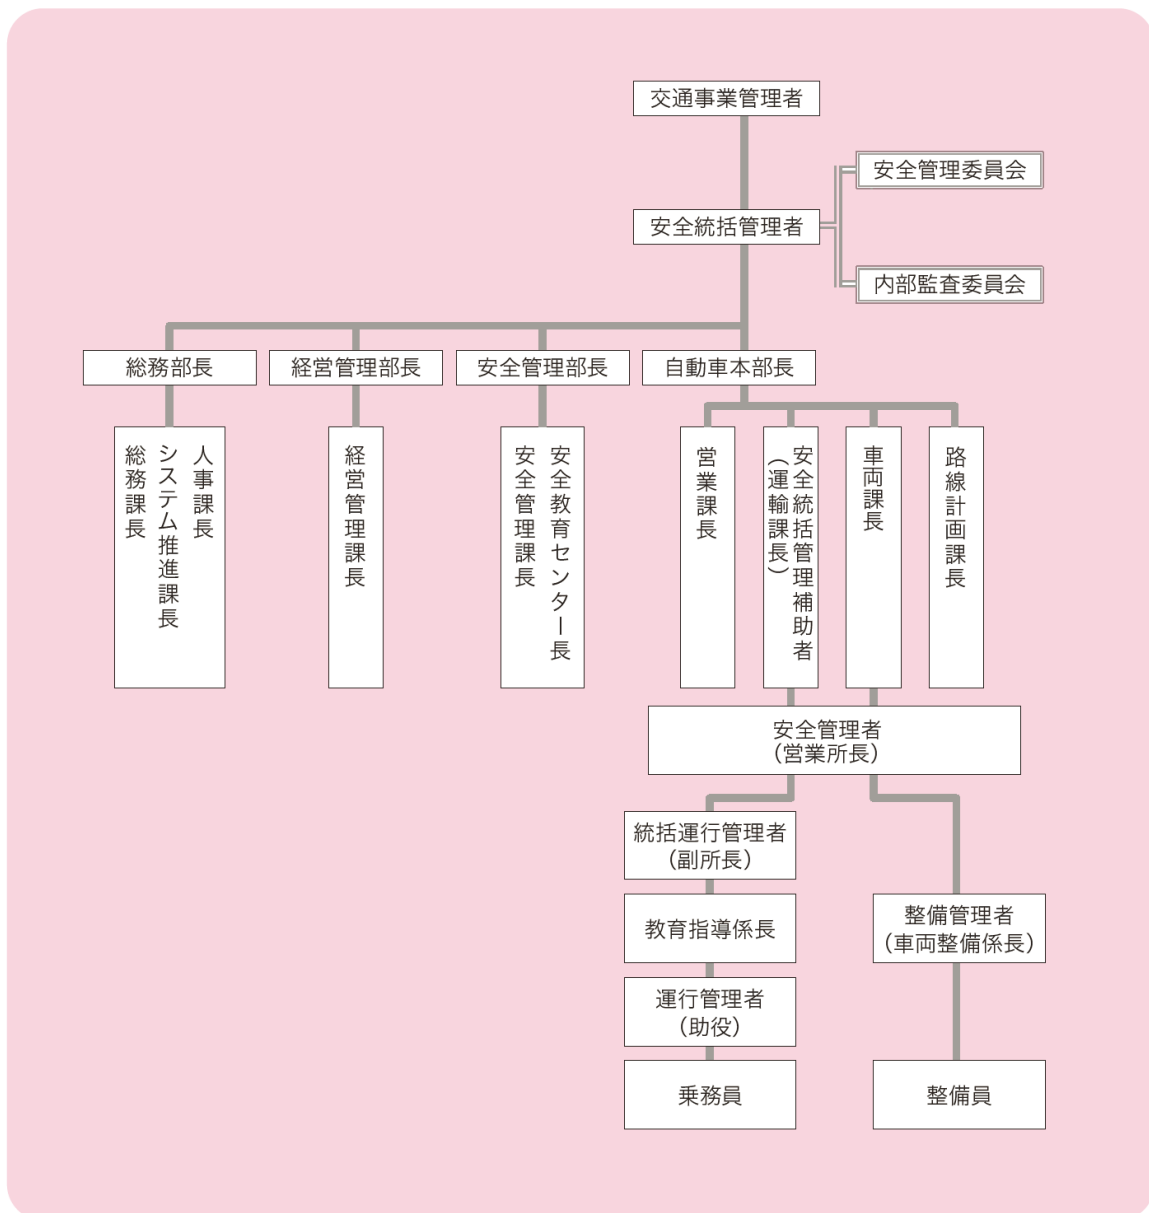 交通事業管理者
安全管理委員会
安全統括管理者
内部監査委員会
総務部長
経営管理部長
安全管理部長
自動車本部長
人事課長
システム推進課長
総務課長
経営管理課長
安全教育センター長
安全管理課長
営業課長
安全統括管理補助者
（運輸課長）
車両課長
路線計画課長
安全管理者
（営業所長）
統括運行管理者
（副所長）
教育指導係長
整備管理者
（車両整備係長）
運行管理者
（助役）
乗務員
整備員